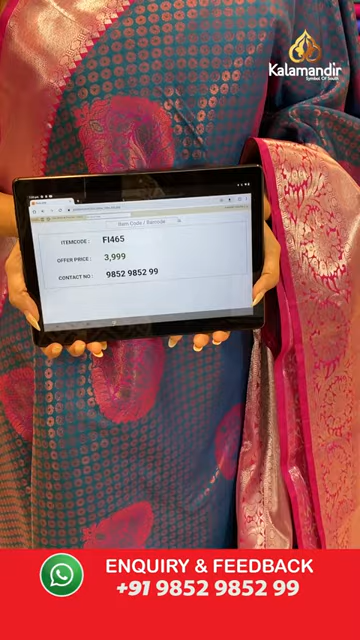 Kalamandir
Symbol Of South
Item Code / Barcode
ITEMCODE : FI465
OFFER PRICE : 3,999
CONTACT NO : 9852 9852 99
ENQUIRY & FEEDBACK
+91 9852 9852 99